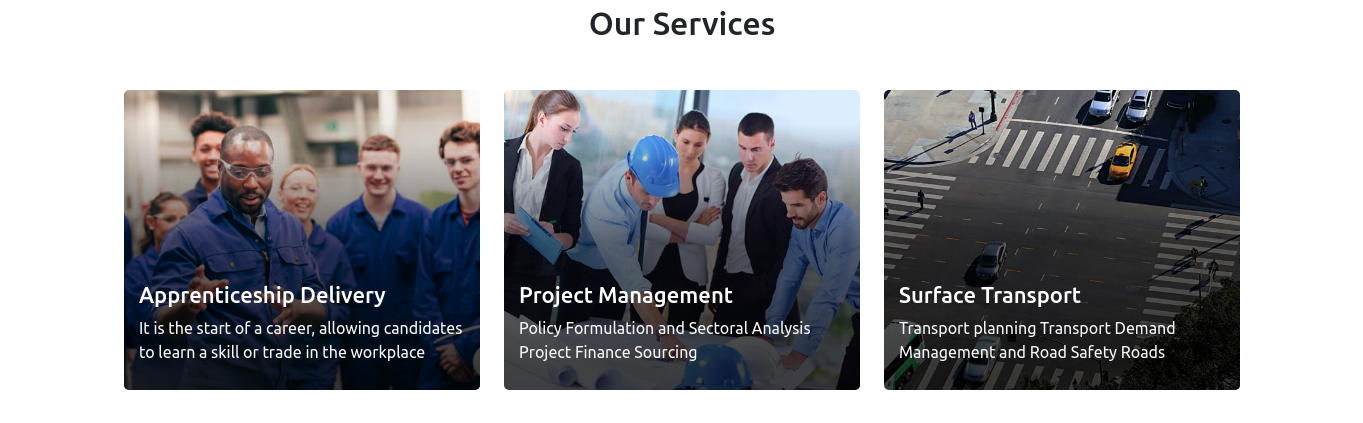 Our Services
Apprenticeship Delivery
It is the start of a career, allowing candidates
to learn a skill or trade in the workplace
Project Management
Policy Formulation and Sectoral Analysis
Project Finance Sourcing
Surface Transport
Transport planning Transport Demand
Management and Road Safety Roads